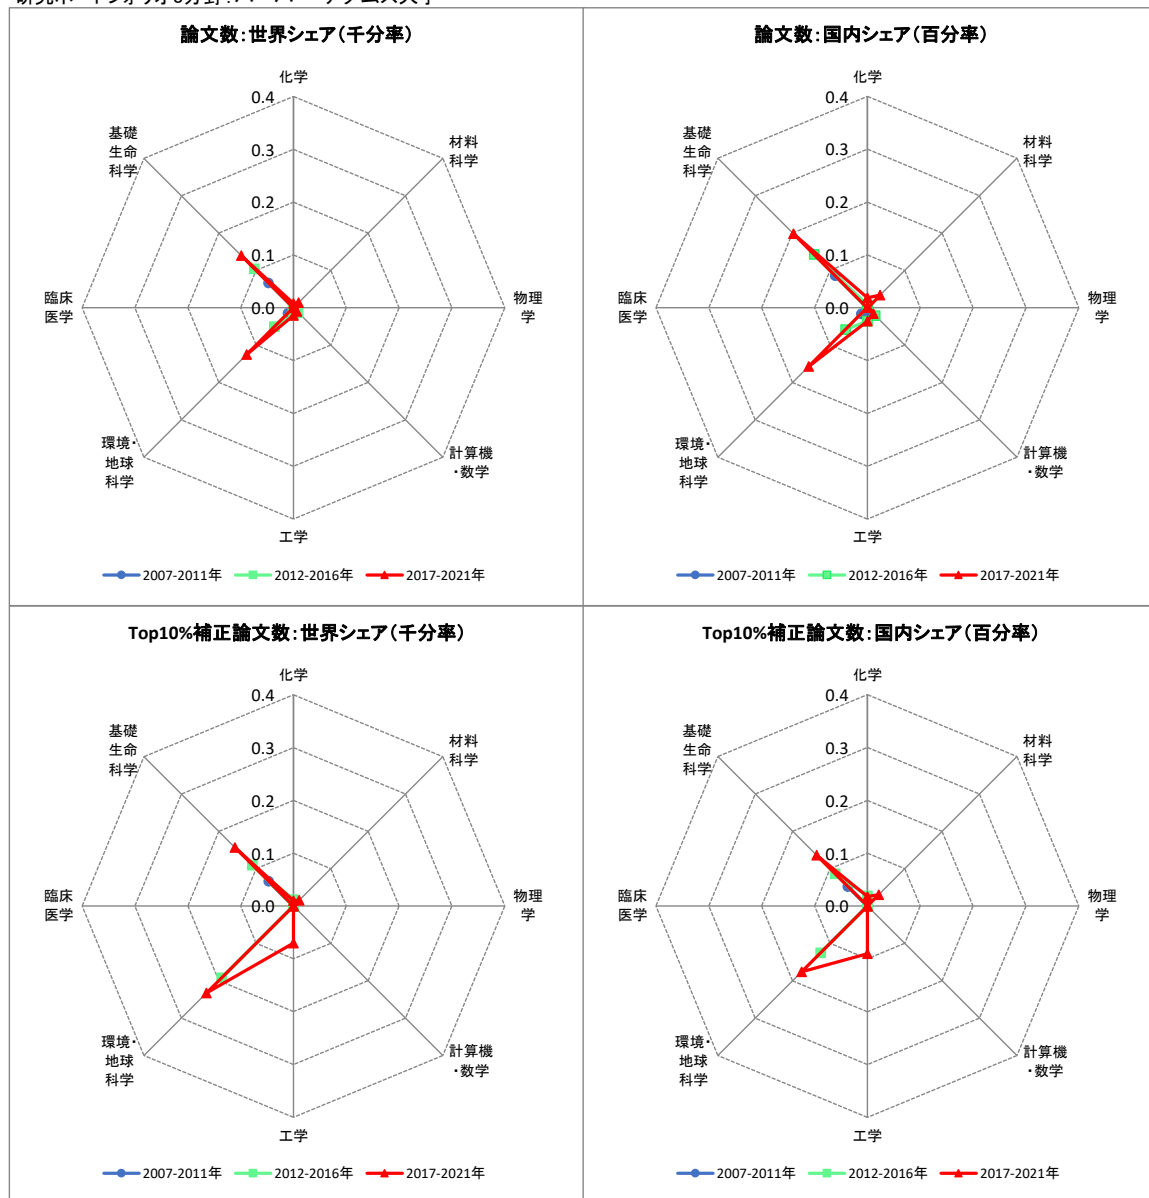 論文数：世界シェア（千分率）
化学
0.4
0.3
0.2
0.1
0.0
材料
科学
物理
学
計算機
・数学
工学
環境・
地球
科学
臨床
医学
基礎
生命
科学
2007-2011年 2012-2016年 2017-2021年
論文数：国内シェア（百分率）
化学
0.4
0.3
0.2
0.1
0.0
材料
科学
物理
学
計算機
・数学
工学
環境・
地球
科学
臨床
医学
基礎
生命
科学
2007-2011年 2012-2016年 2017-2021年
Top10%補正論文数：世界シェア（千分率）
化学
0.4
0.3
0.2
0.1
0.0
材料
科学
物理
学
計算機
・数学
工学
環境・
地球
科学
臨床
医学
基礎
生命
科学
2007-2011年 2012-2016年 2017-2021年
Top10%補正論文数：国内シェア（百分率）
化学
0.4
0.3
0.2
0.1
0.0
材料
科学
物理
学
計算機
・数学
工学
環境・
地球
科学
臨床
医学
基礎
生命
科学
2007-2011年 2012-2016年 2017-2021年